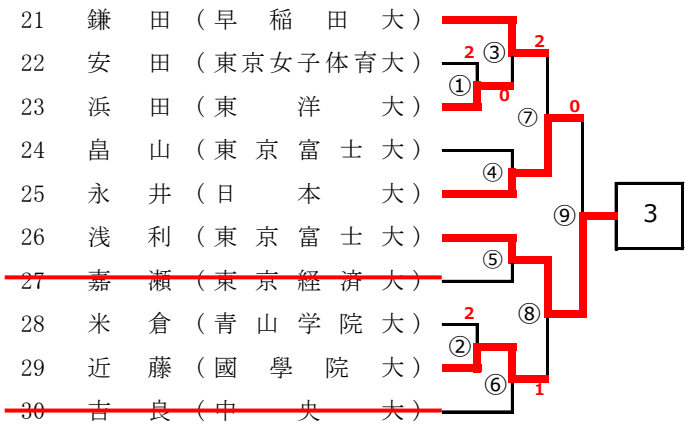 21 鎌田(早稲田大)
22 安田(東京女子体育大)
23 浜田(東洋大)
24 畠山(東京富士大)
25 永井(日本大)
26 浅利(東京富士大)
27 嘉瀬(東京経済大)
28 米倉(青山学院大)
29 近藤(國學院大)
30 吉良(中央大)
2 ③ 2
① 0
⑦ 0
④
⑨ 3
⑤
2 ⑧
②
⑥ 1